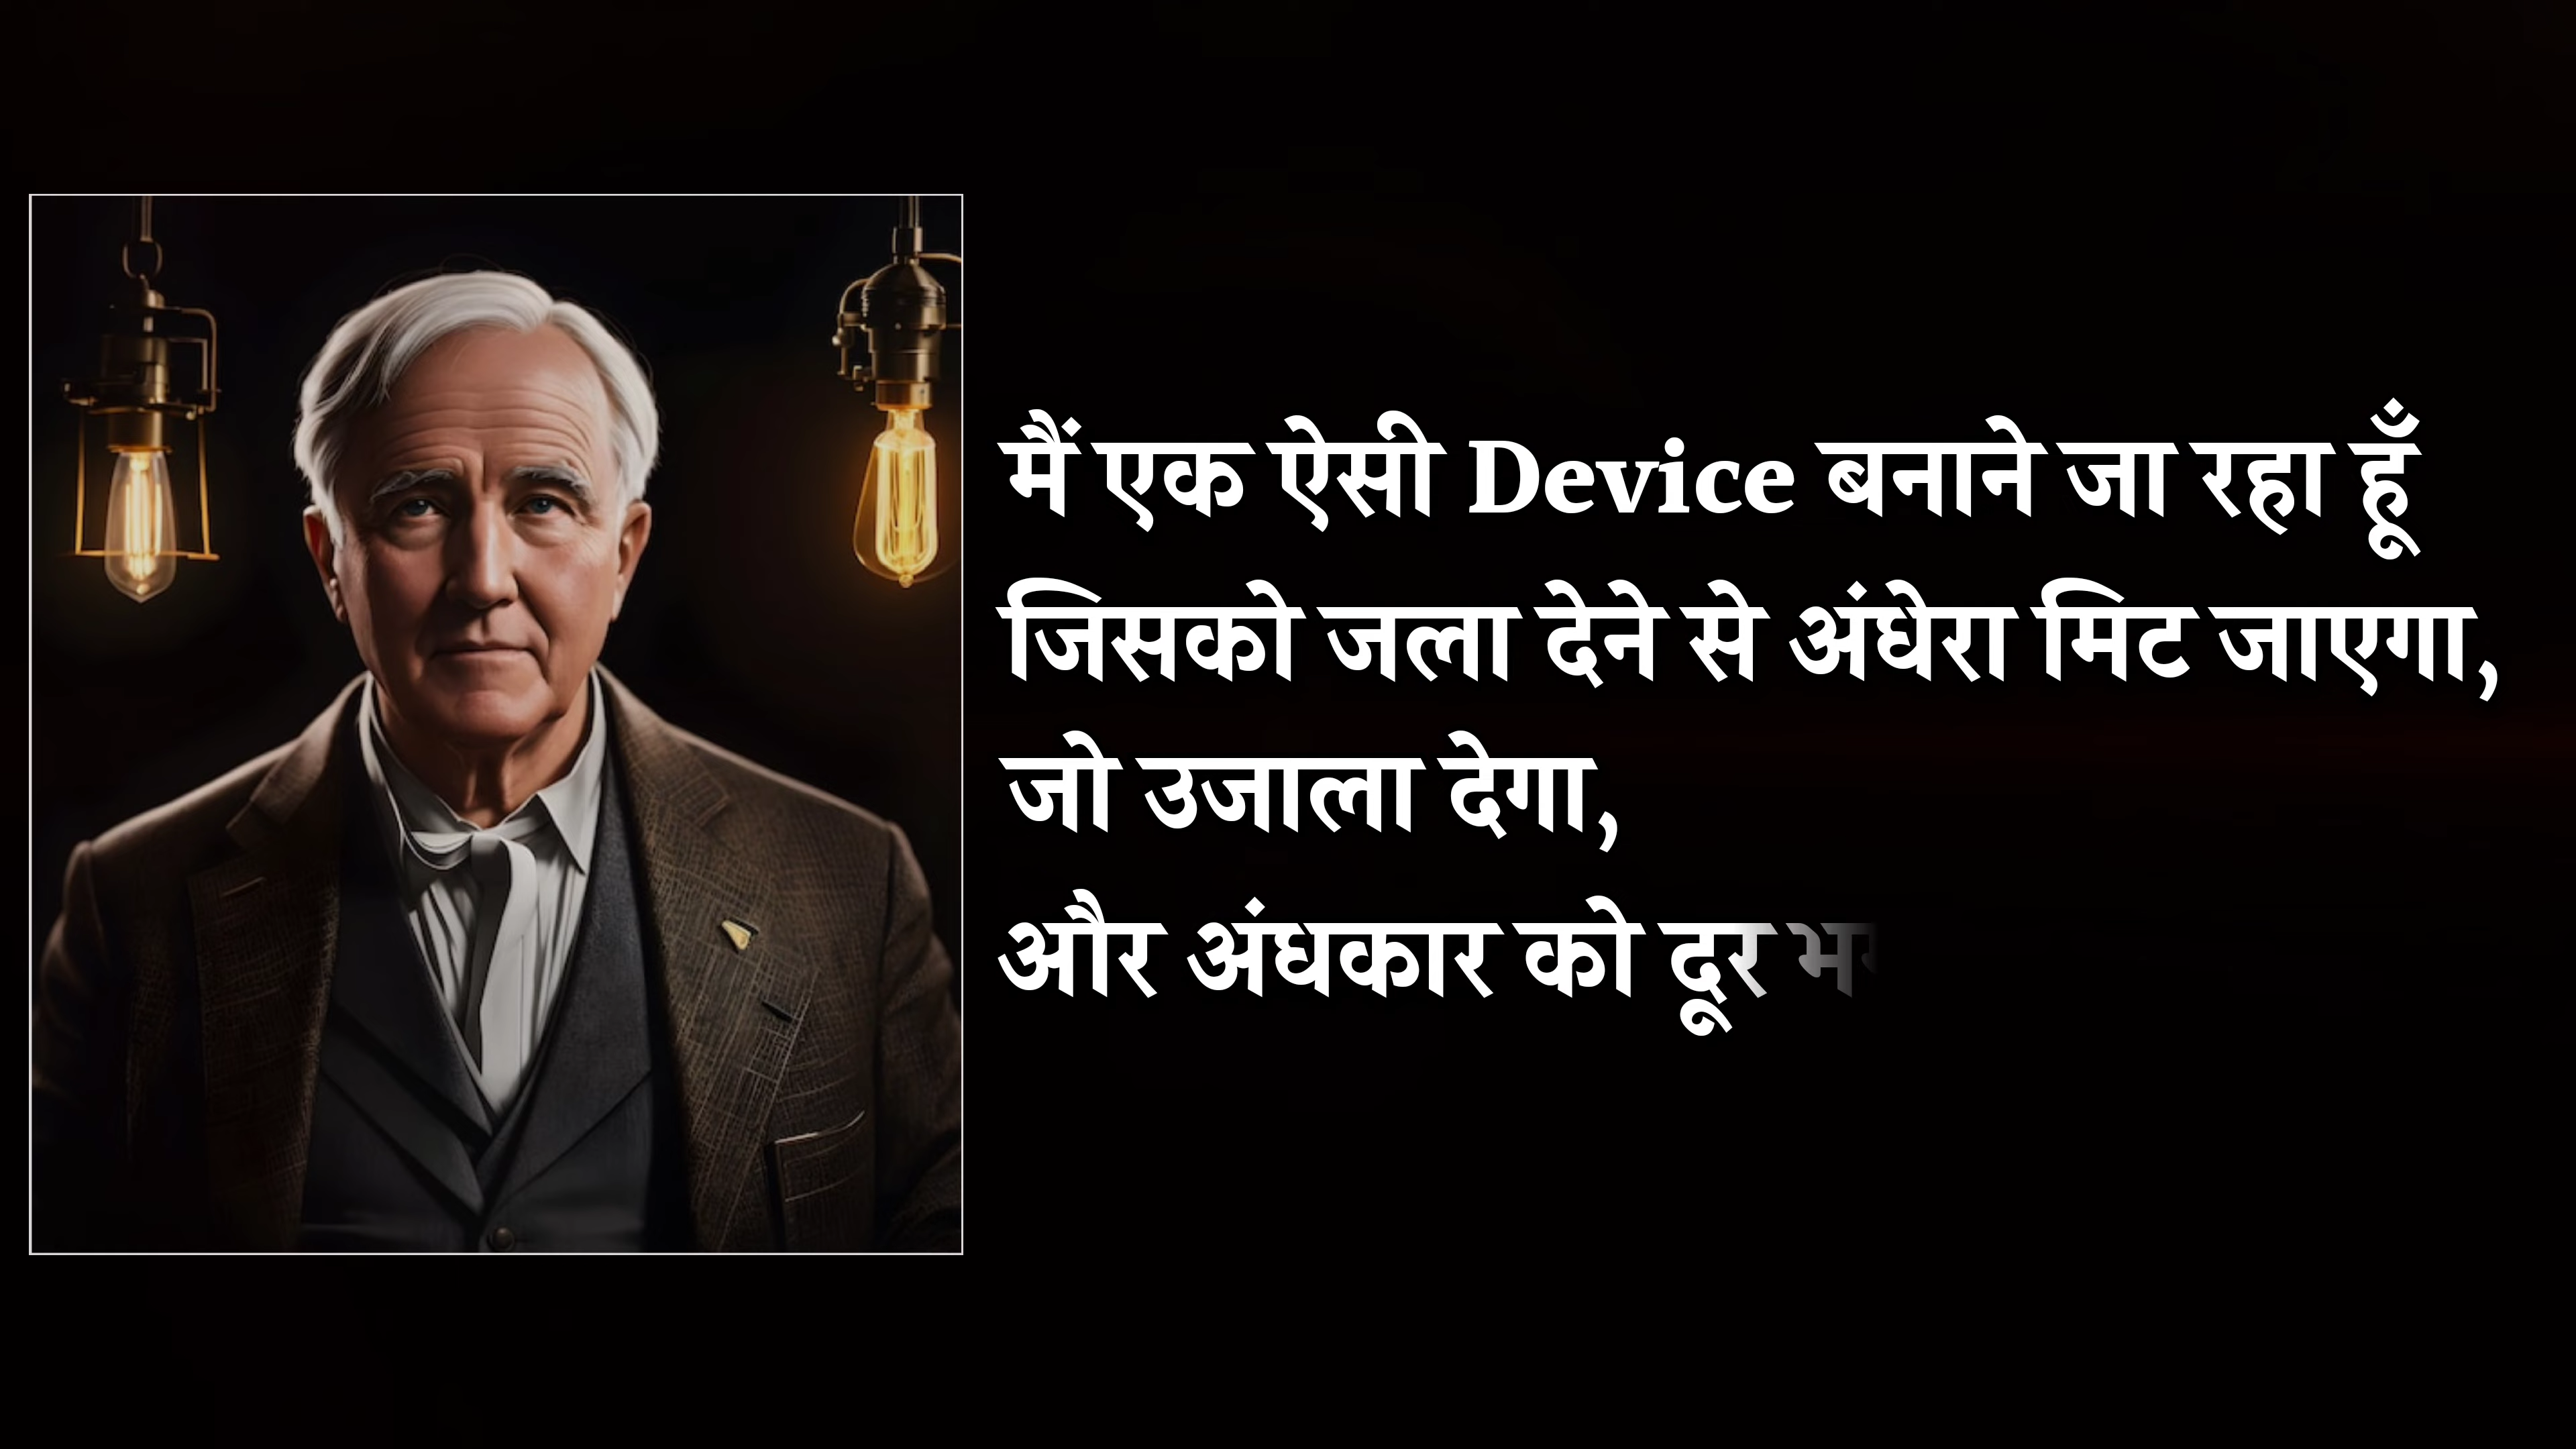 मैं एक ऐसी Device बनाने जा रहा हूँ
जिसको जला देने से अंधेरा मिट जाएगा,
जो उजाला देगा,
और अंधकार को दूर